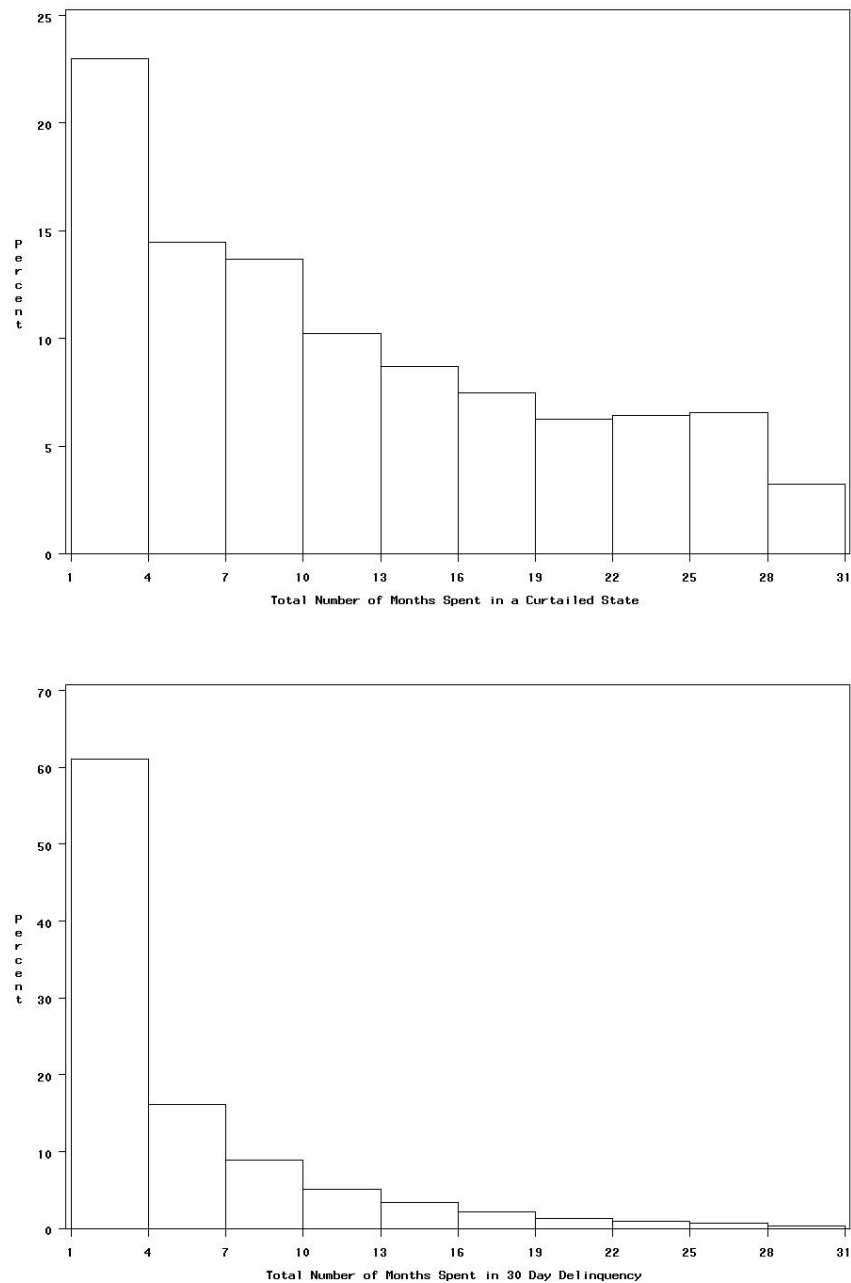 25
20
15
10
5
0
Percent
1 4 7 10 13 16 19 22 25 28 31
Total Number of Months Spent in a Curtailed State
70
60
50
40
30
20
10
0
Percent
1 4 7 10 13 16 19 22 25 28 31
Total Number of Months Spent in 30 Day Delinquency